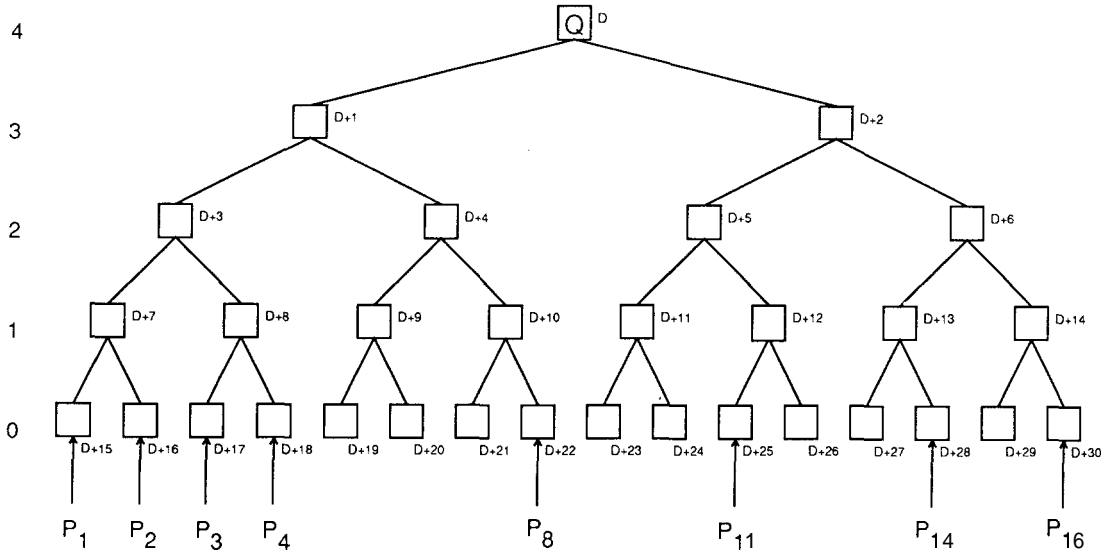 4
Q D
3
D+1 D+2
2
D+3 D+4 D+5 D+6
1
D+7 D+8 D+9 D+10 D+11 D+12 D+13 D+14
0
D+15 D+16 D+17 D+18 D+19 D+20 D+21 D+22 D+23 D+24 D+25 D+26 D+27 D+28 D+29 D+30
P1 P2 P3 P4 P8 P11 P14 P16